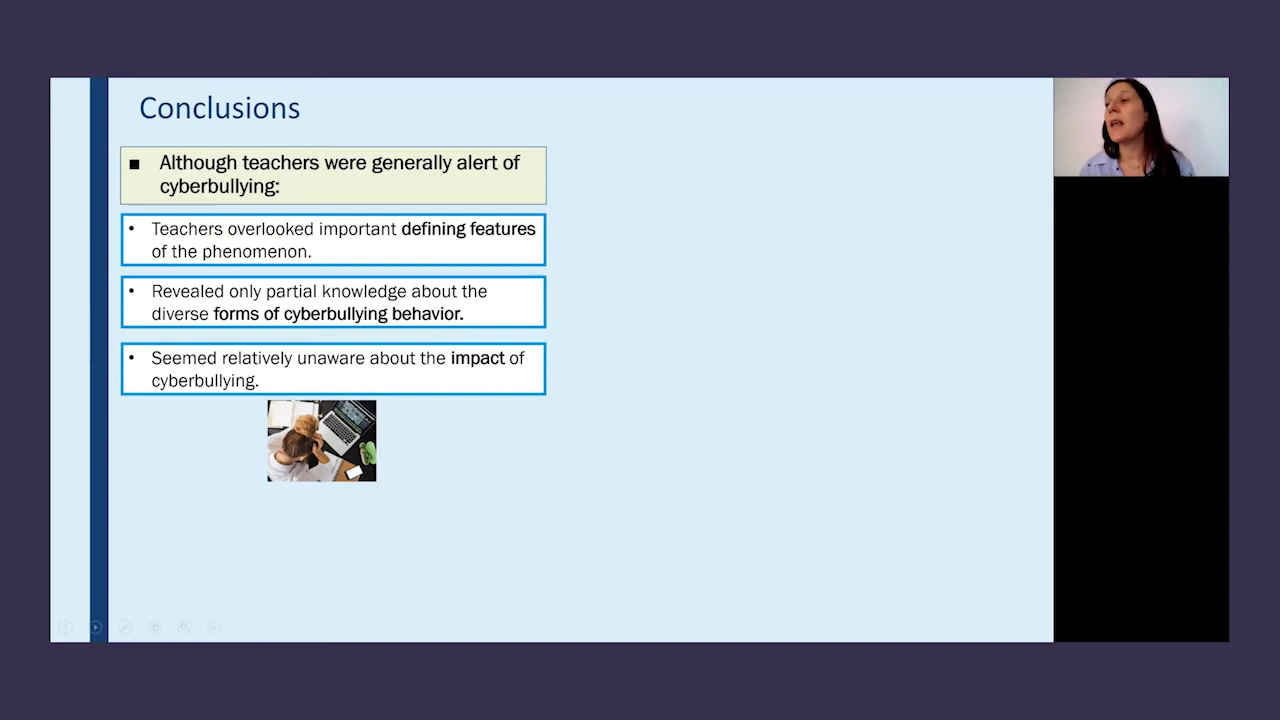 Conclusions
■ Although teachers were generally alert of
cyberbullying:
• Teachers overlooked important defining features
of the phenomenon.
• Revealed only partial knowledge about the
diverse forms of cyberbullying behavior.
• Seemed relatively unaware about the impact of
cyberbullying.